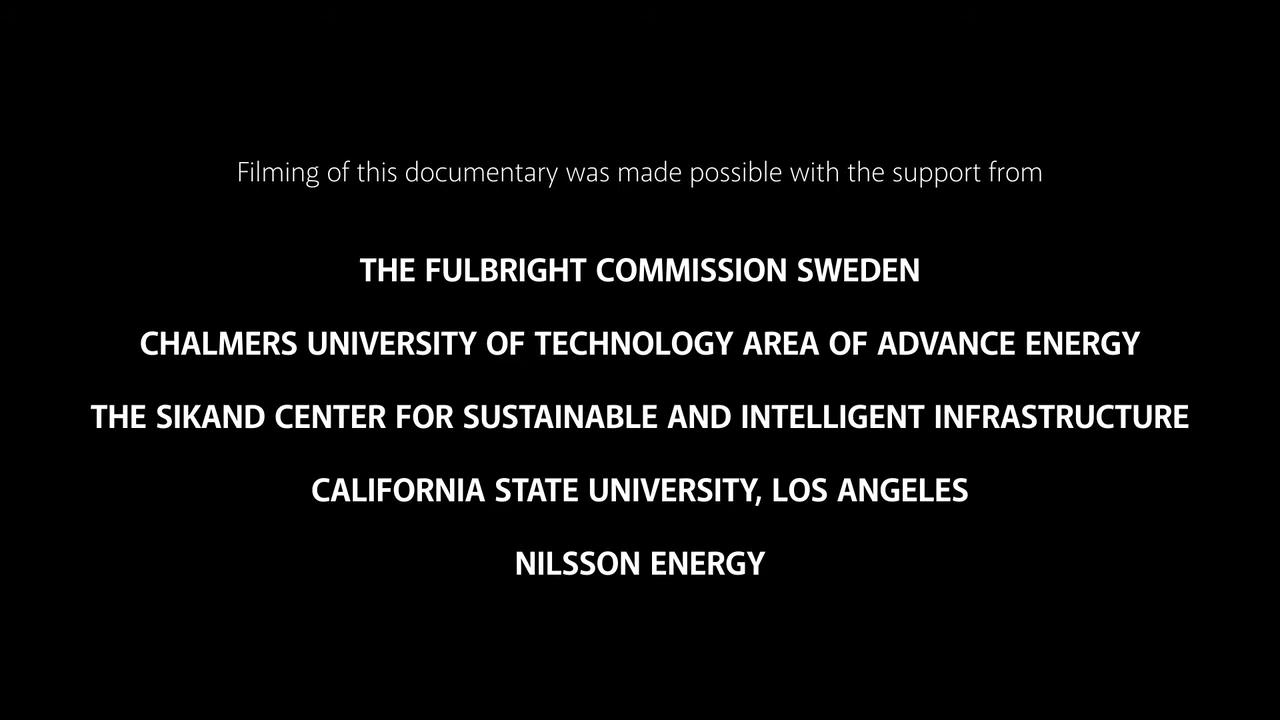 Filming of this documentary was made possible with the support from
THE FULBRIGHT COMMISSION SWEDEN
CHALMERS UNIVERSITY OF TECHNOLOGY AREA OF ADVANCE ENERGY
THE SIKAND CENTER FOR SUSTAINABLE AND INTELLIGENT INFRASTRUCTURE
CALIFORNIA STATE UNIVERSITY, LOS ANGELES
NILSSON ENERGY